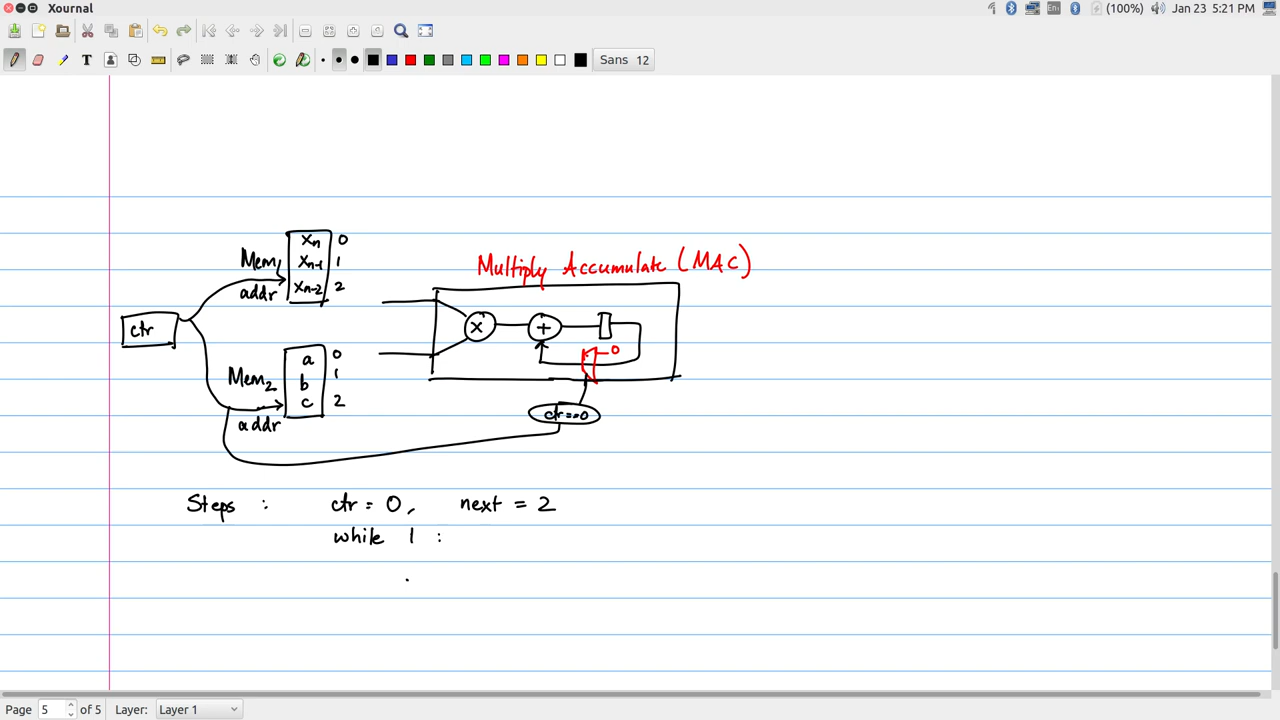 Xournal
En
(100%)
Jan 23 5:21 PM
T
Sans 12
Multiply Accumulate (MAC)
Mem1
addr
xn 0
xn-1 1
xn-2 2
ctr
x
+
0
Mem2
addr
a 0
b 1
c 2
ctr==0
Steps : ctr = 0, next = 2
while 1 :
Page 5 of 5 Layer: Layer 1